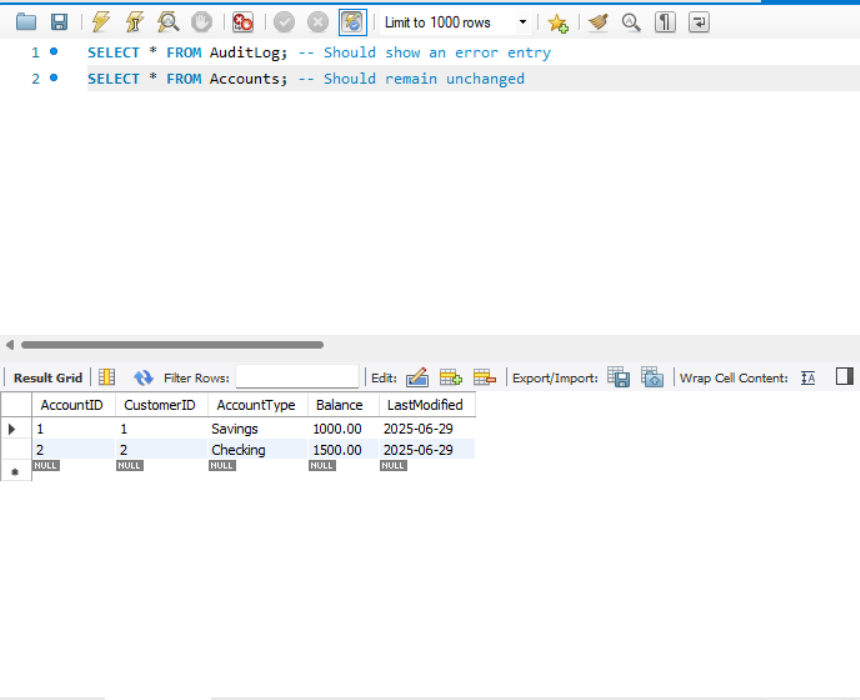 Limit to 1000 rows
1 SELECT * FROM AuditLog; -- Should show an error entry
2 SELECT * FROM Accounts; -- Should remain unchanged
Result Grid Filter Rows: Edit: Export/Import: Wrap Cell Content: IA
AccountID CustomerID AccountType Balance LastModified
1 1 Savings 1000.00 2025-06-29
2 2 Checking 1500.00 2025-06-29
NULL NULL NULL NULL NULL